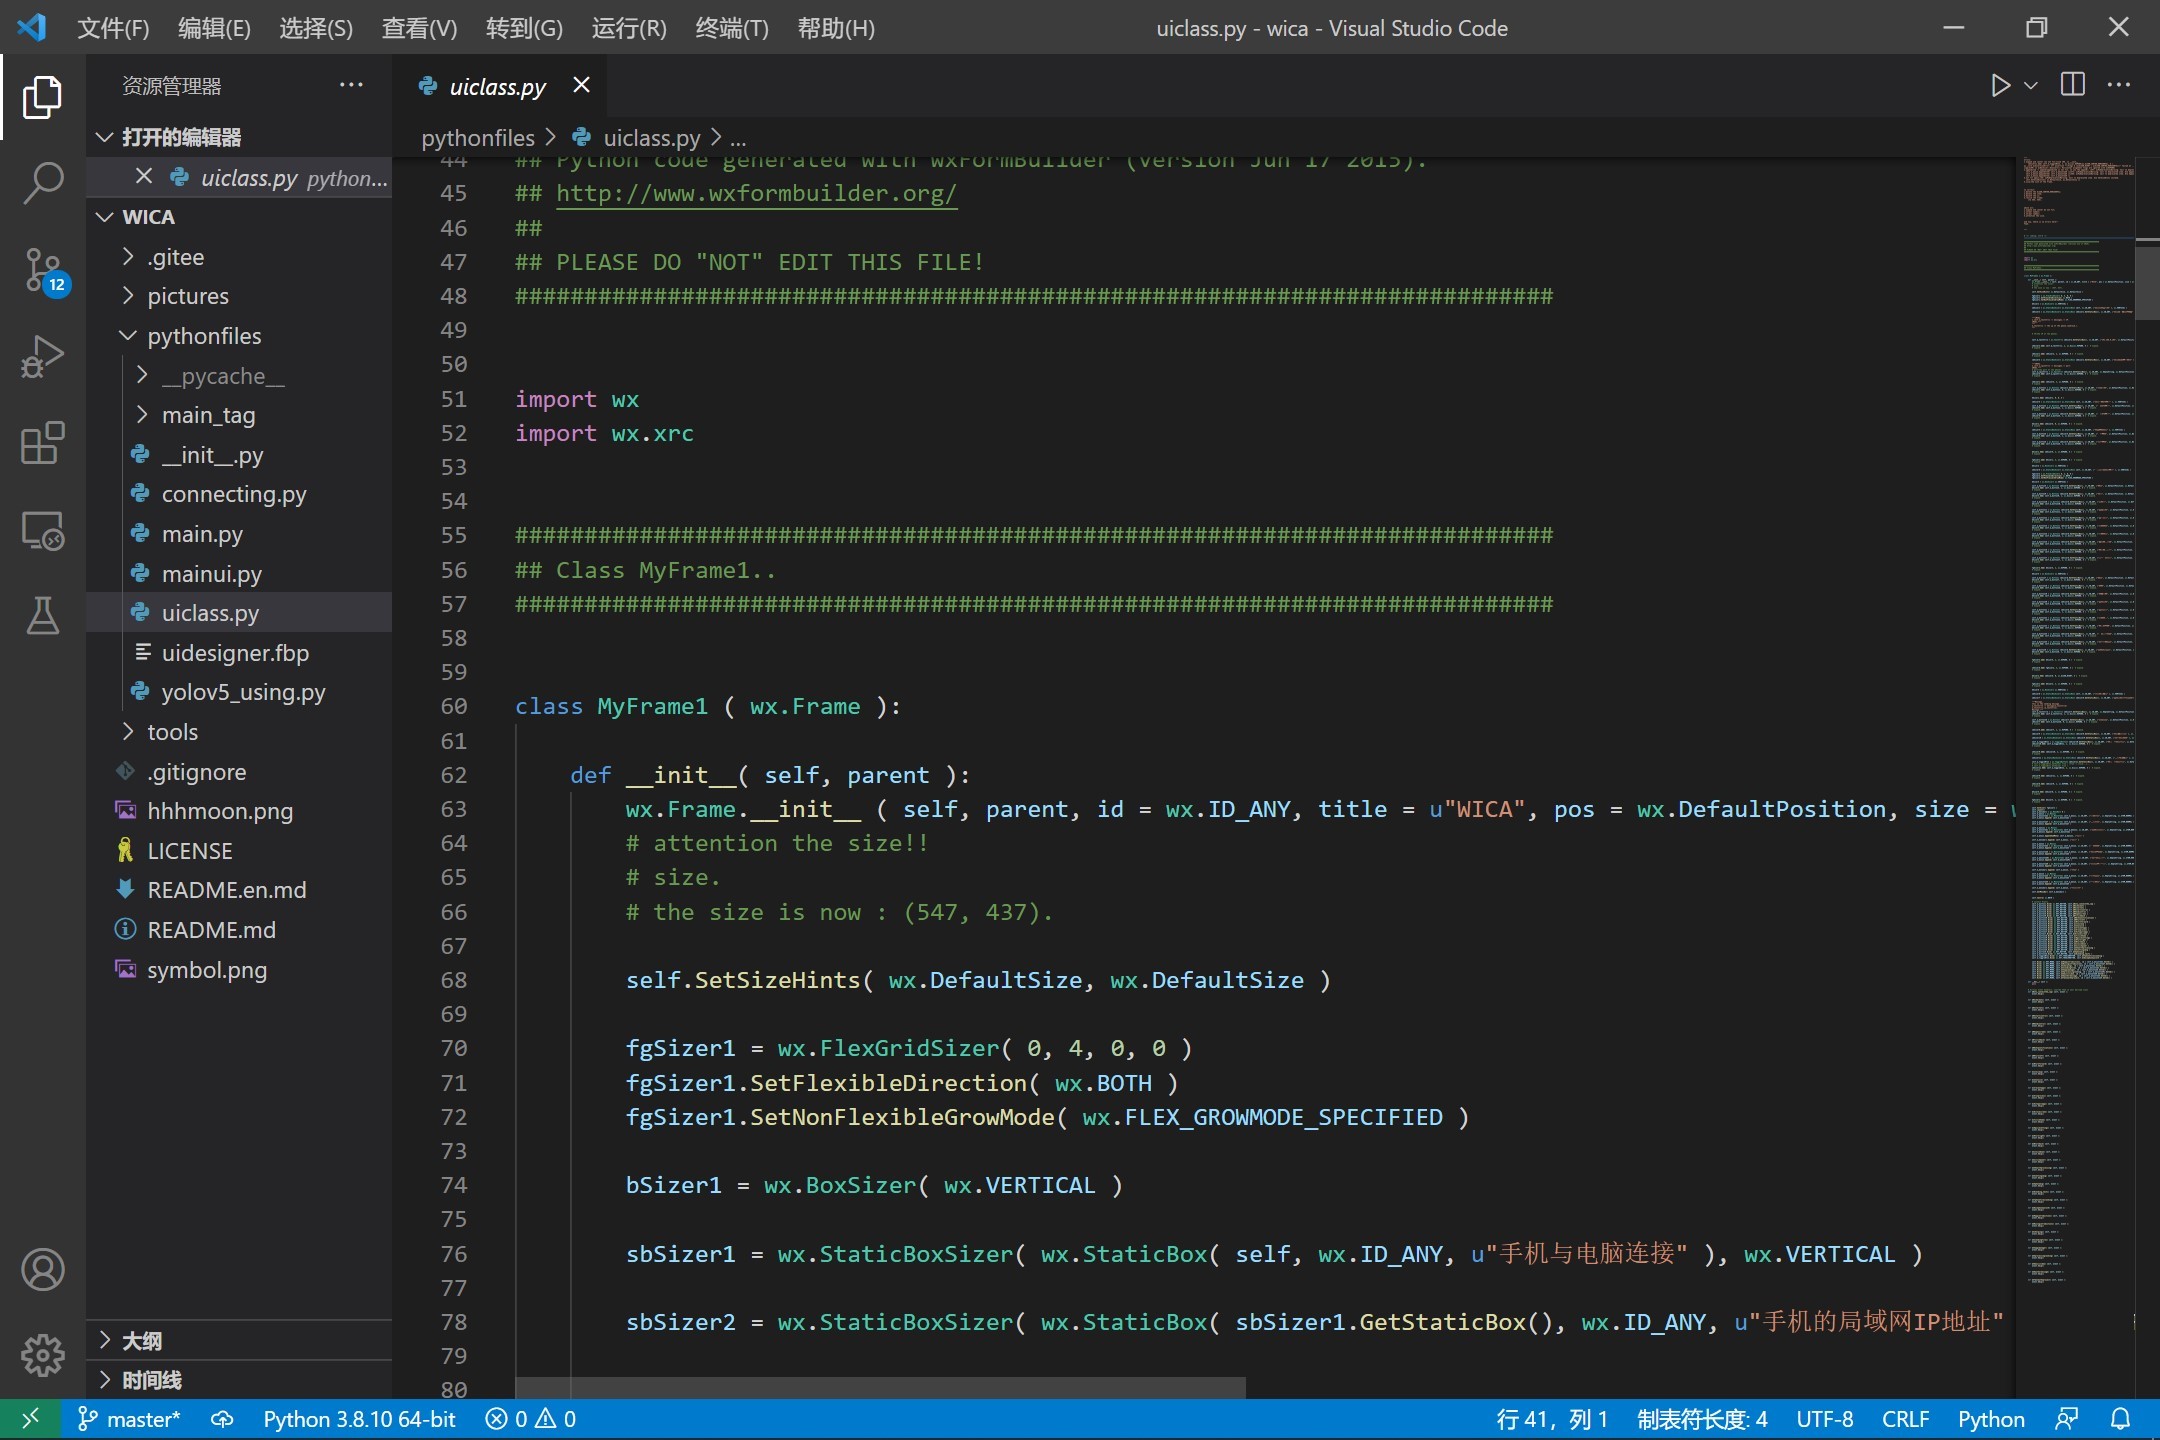 文件(F) 编辑(E) 选择(S) 查看(V) 转到(G) 运行(R) 终端(T) 帮助(H)
uiclass.py - wica - Visual Studio Code
资源管理器
打开的编辑器
uiclass.py python...
WICA
.gitee
pictures
pythonfiles
__pycache__
main_tag
__init__.py
connecting.py
main.py
mainui.py
uiclass.py
uidesigner.fbp
yolov5_using.py
tools
.gitignore
hhhmoon.png
LICENSE
README.en.md
README.md
symbol.png
大纲
时间线
12
uiclass.py
pythonfiles > uiclass.py > ...
44 ## Python code generated with wxFormBuilder (version Jun 17 2015).
45 ## http://www.wxformbuilder.org/
46 ##
47 ## PLEASE DO "NOT" EDIT THIS FILE!
48 ###########################################################################
49
50
51 import wx
52 import wx.xrc
53
54
55 ###########################################################################
56 ## Class MyFrame1..
57 ###########################################################################
58
59
60 class MyFrame1 ( wx.Frame ):
61
62     def __init__( self, parent ):
63         wx.Frame.__init__ ( self, parent, id = wx.ID_ANY, title = u"WICA", pos = wx.DefaultPosition, size =
64         # attention the size!!
65         # size.
66         # the size is now : (547, 437).
67
68         self.SetSizeHints( wx.DefaultSize, wx.DefaultSize )
69
70         fgSizer1 = wx.FlexGridSizer( 0, 4, 0, 0 )
71         fgSizer1.SetFlexibleDirection( wx.BOTH )
72         fgSizer1.SetNonFlexibleGrowMode( wx.FLEX_GROWMODE_SPECIFIED )
73
74         bSizer1 = wx.BoxSizer( wx.VERTICAL )
75
76         sbSizer1 = wx.StaticBoxSizer( wx.StaticBox( self, wx.ID_ANY, u"手机与电脑连接" ), wx.VERTICAL )
77
78         sbSizer2 = wx.StaticBoxSizer( wx.StaticBox( sbSizer1.GetStaticBox(), wx.ID_ANY, u"手机的局域网IP地址"
79
80
master* Python 3.8.10 64-bit 0 0 行 41, 列 1 制表符长度: 4 UTF-8 CRLF Python